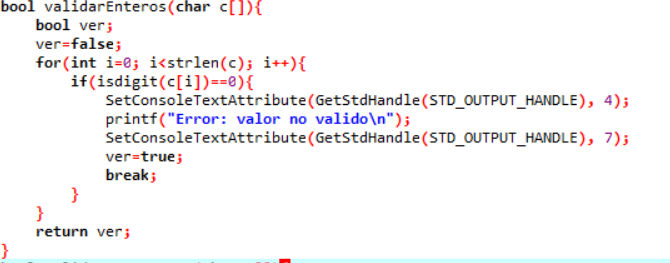 bool validarEnteros(char c[]){
    bool ver;
    ver=false;
    for(int i=0; i<strlen(c); i++){
        if(isdigit(c[i])==0){
            SetConsoleTextAttribute(GetStdHandle(STD_OUTPUT_HANDLE), 4);
            printf("Error: valor no valido\n");
            SetConsoleTextAttribute(GetStdHandle(STD_OUTPUT_HANDLE), 7);
            ver=true;
            break;
        }
    }
    return ver;
}